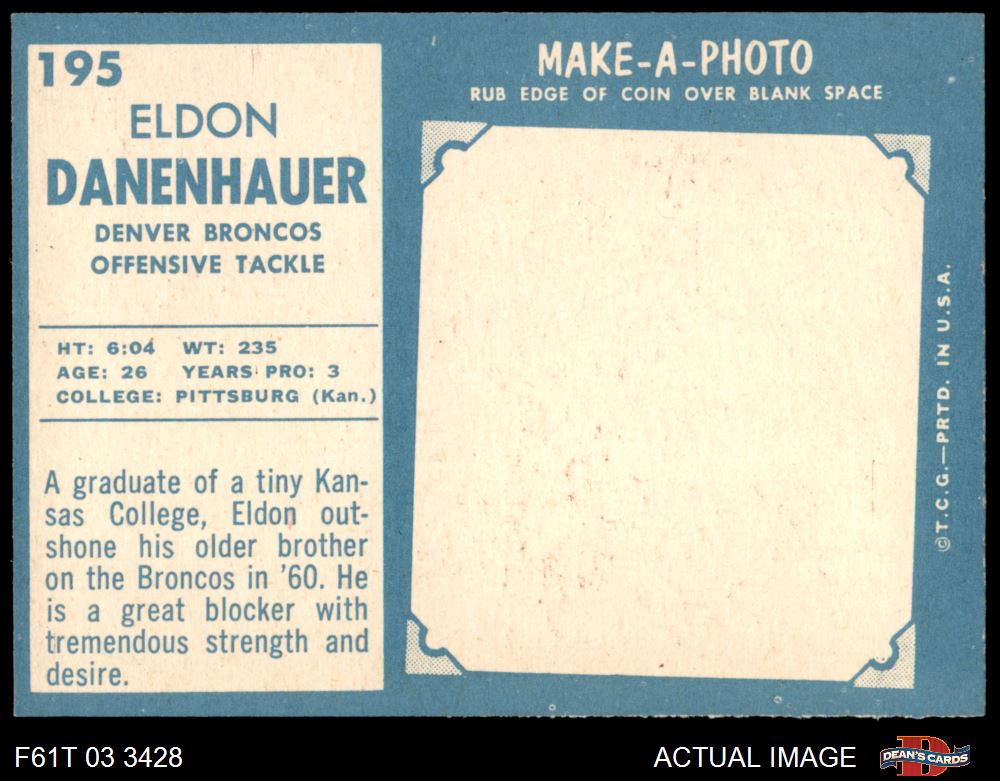 195
ELDON
DANENHAUER
DENVER BRONCOS
OFFENSIVE TACKLE
HT: 6:04 WT: 235
AGE: 26 YEARS PRO: 3
COLLEGE: PITTSBURG (Kan.)
A graduate of a tiny Kan-
sas College, Eldon out-
shone his older brother
on the Broncos in '60. He
is a great blocker with
tremendous strength and
desire.
MAKE-A-PHOTO
RUB EDGE OF COIN OVER BLANK SPACE
©T.C.G.—PRTD. IN U.S.A.
F61T 03 3428
ACTUAL IMAGE
DEAN'S CARDS